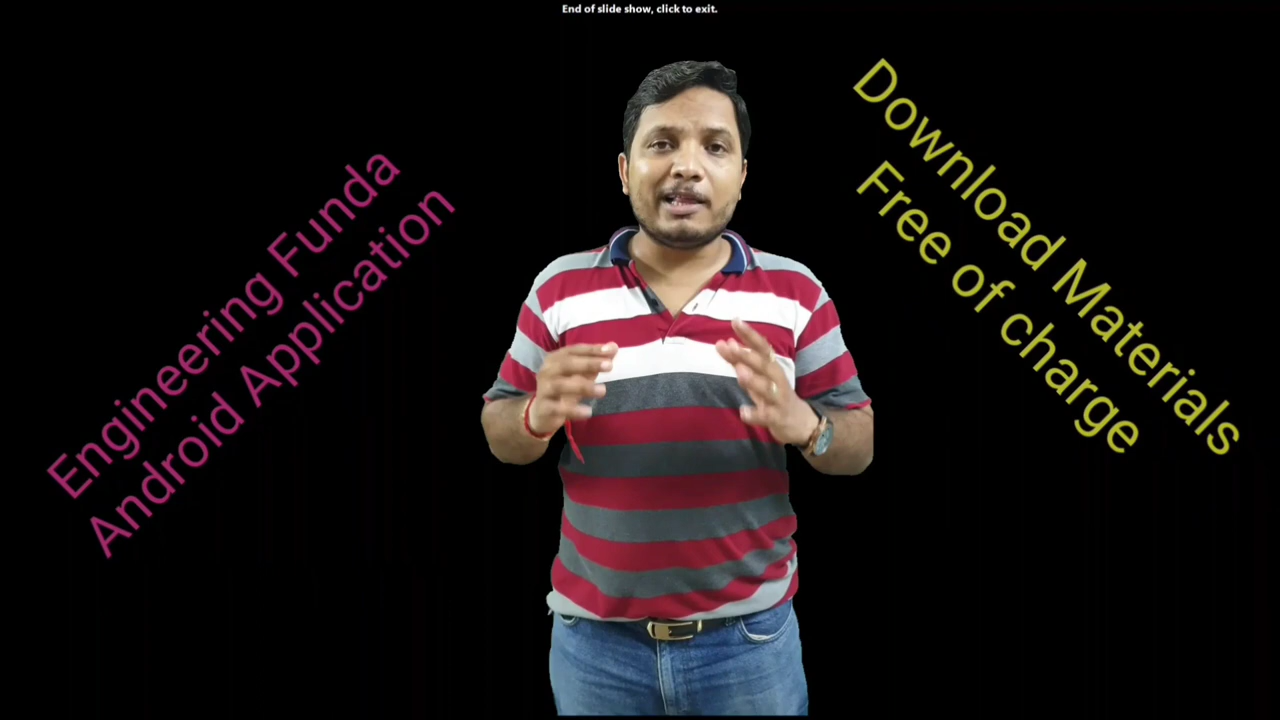 End of slide show, click to exit.
Engineering Funda
Android Application
Download Materials
Free of charge